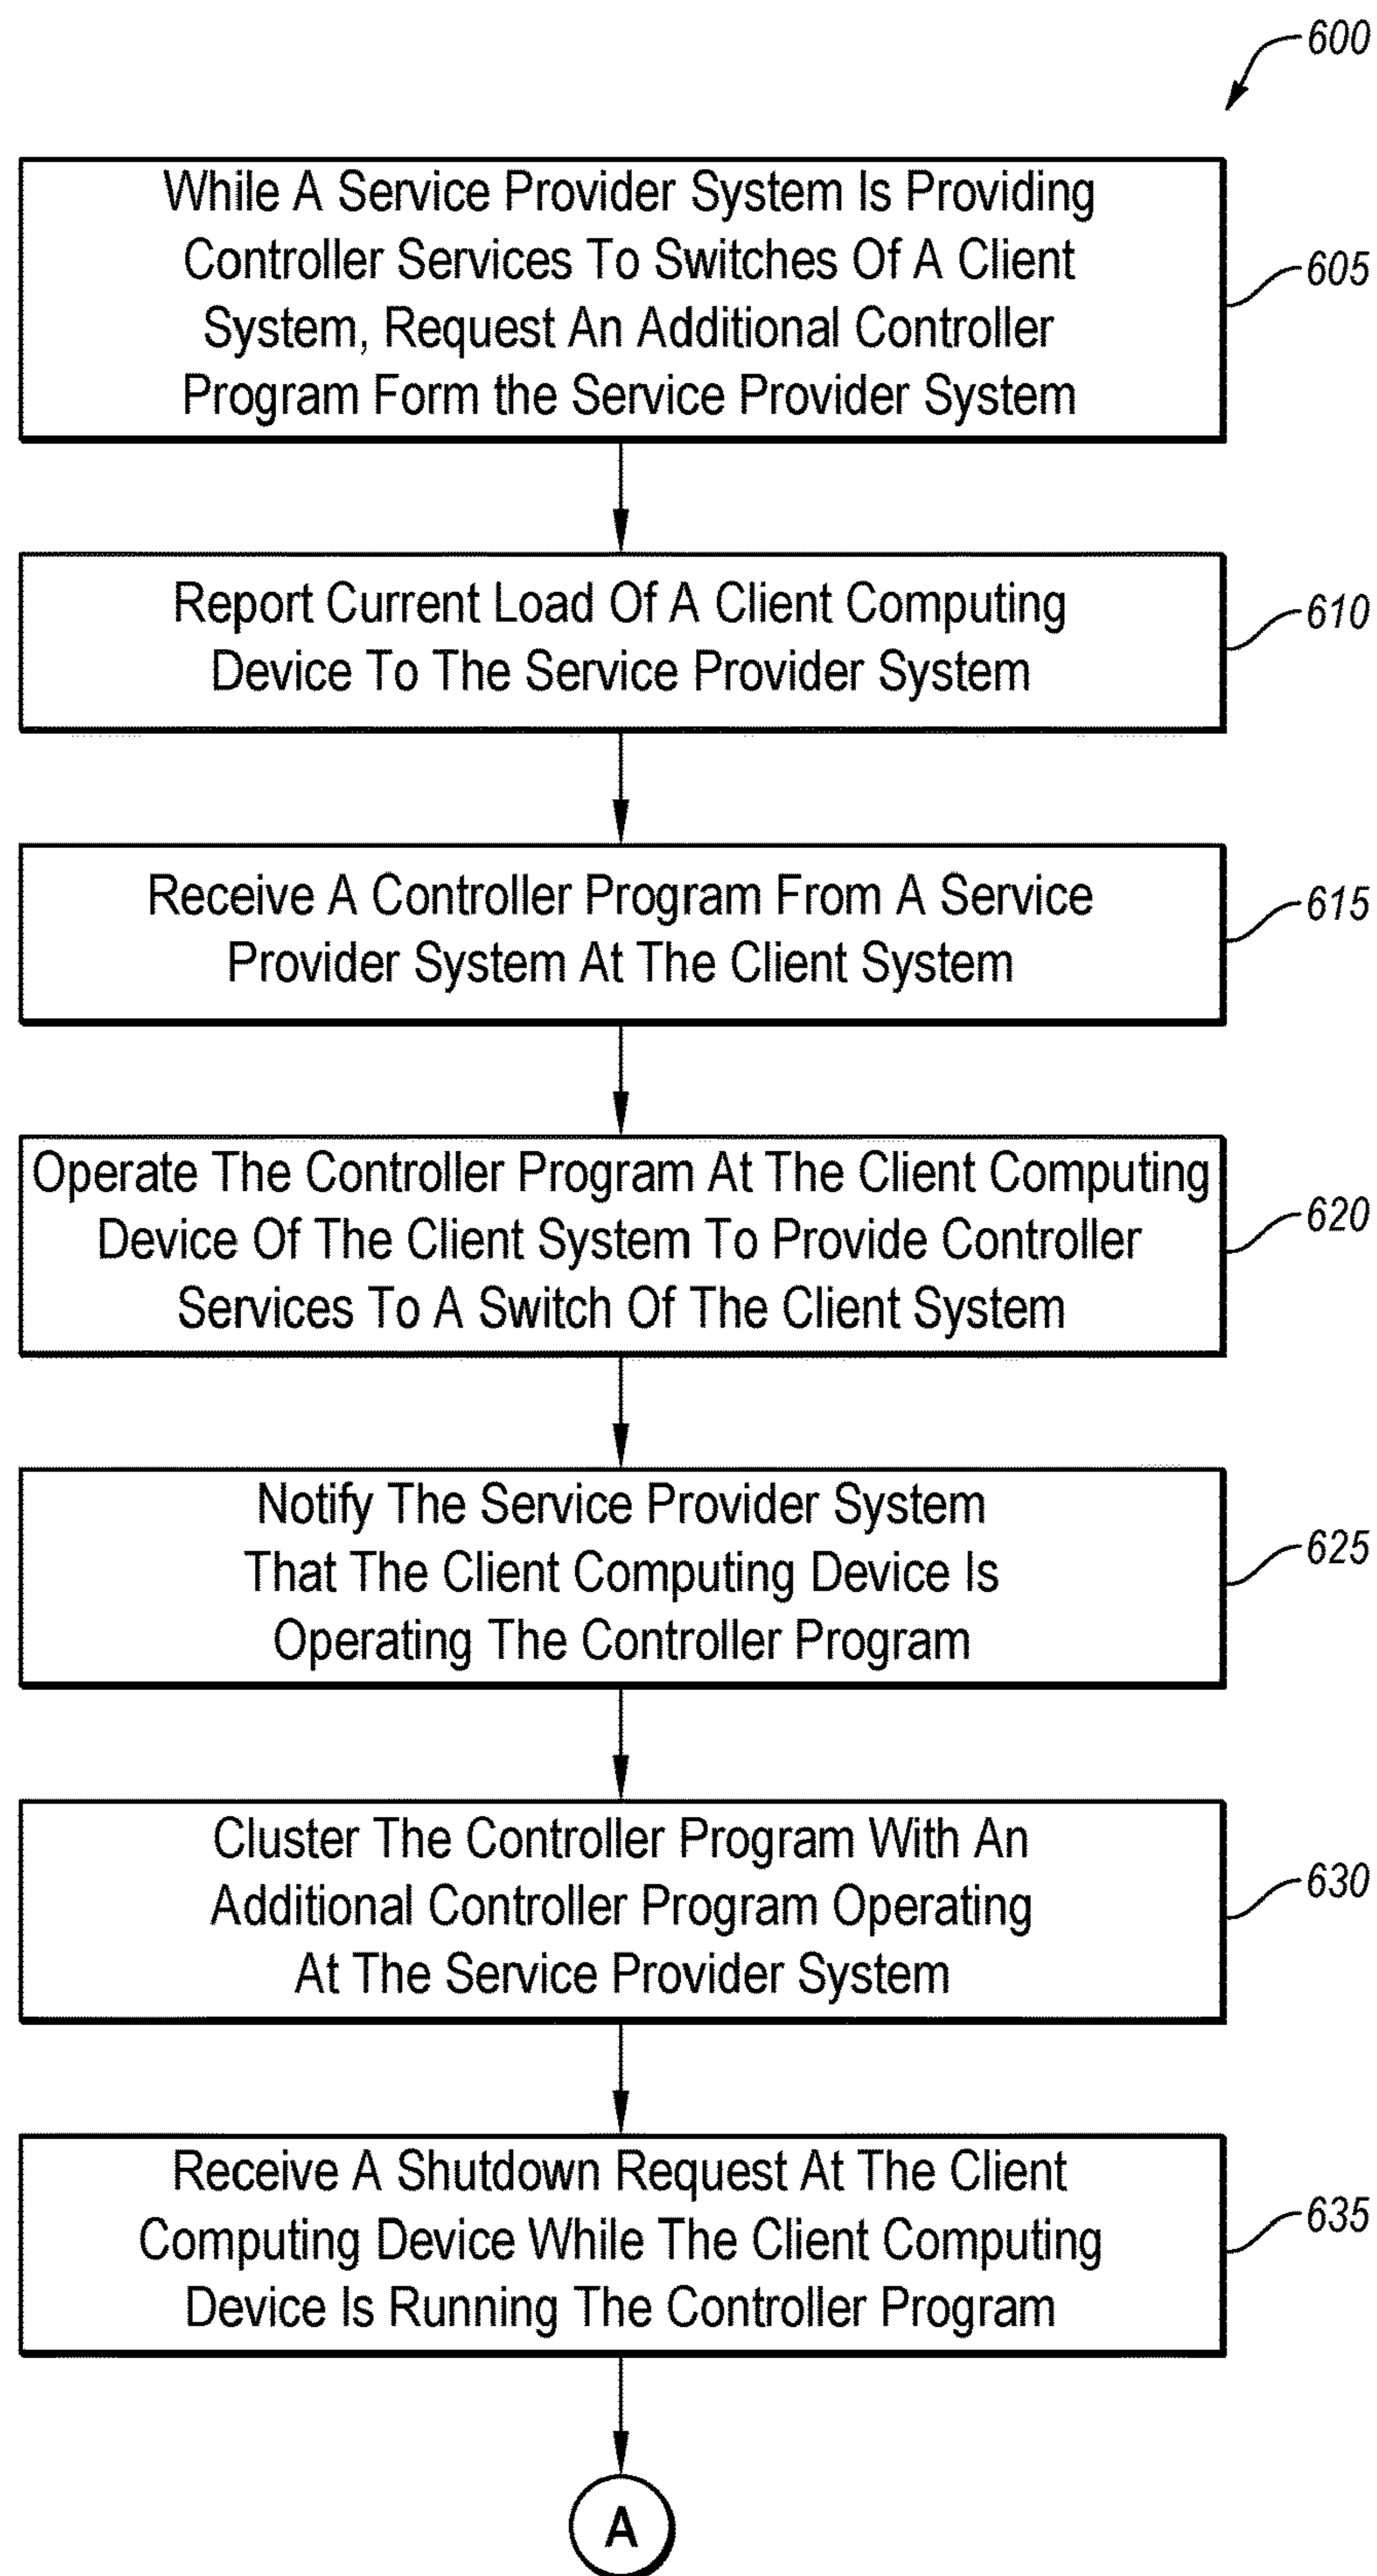 600
While A Service Provider System Is Providing
Controller Services To Switches Of A Client
System, Request An Additional Controller
Program Form the Service Provider System
605
Report Current Load Of A Client Computing
Device To The Service Provider System
610
Receive A Controller Program From A Service
Provider System At The Client System
615
Operate The Controller Program At The Client Computing
Device Of The Client System To Provide Controller
Services To A Switch Of The Client System
620
Notify The Service Provider System
That The Client Computing Device Is
Operating The Controller Program
625
Cluster The Controller Program With An
Additional Controller Program Operating
At The Service Provider System
630
Receive A Shutdown Request At The Client
Computing Device While The Client Computing
Device Is Running The Controller Program
635
A